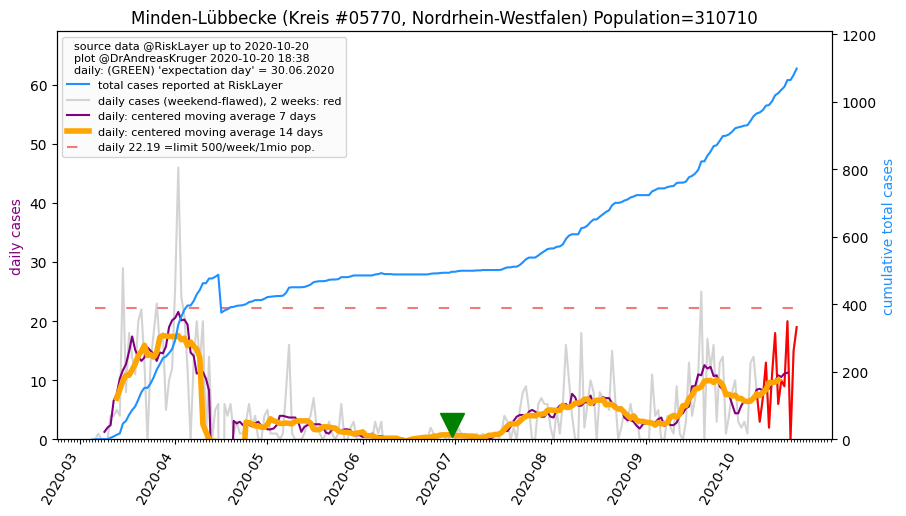 Minden-Lübbecke (Kreis #05770, Nordrhein-Westfalen) Population=310710
source data @RiskLayer up to 2020-10-20
plot @DrAndreasKruger 2020-10-20 18:38
daily: (GREEN) 'expectation day' = 30.06.2020
total cases reported at RiskLayer
daily cases (weekend-flawed), 2 weeks: red
daily: centered moving average 7 days
daily: centered moving average 14 days
daily 22.19 =limit 500/week/1mio pop.
daily cases
60
50
40
30
20
10
0
cumulative total cases
1200
1000
800
600
400
200
0
2020-03
2020-04
2020-05
2020-06
2020-07
2020-08
2020-09
2020-10